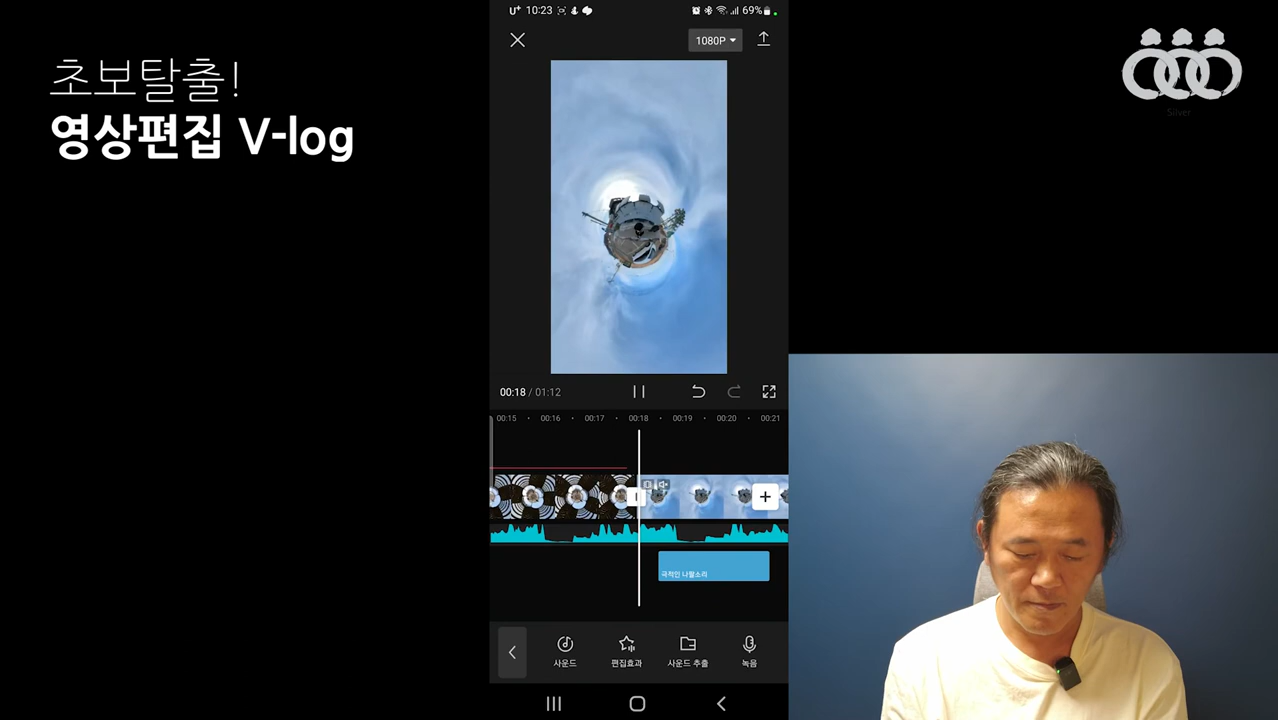 초보탈출!
영상편집 V-log
Silver
U+ 10:23
69%
1080P
00:18 / 01:12
00:15 00:16 00:17 00:18 00:19 00:20 00:21
극적인 나팔소리
사운드 편집효과 사운드 추출 녹음